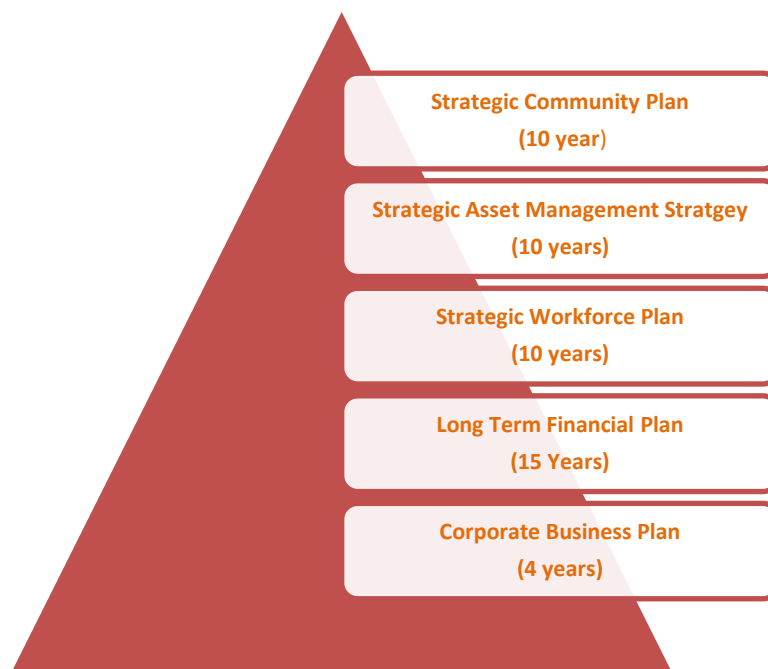 Strategic Community Plan
(10 year)
Strategic Asset Management Stratgey
(10 years)
Strategic Workforce Plan
(10 years)
Long Term Financial Plan
(15 Years)
Corporate Business Plan
(4 years)